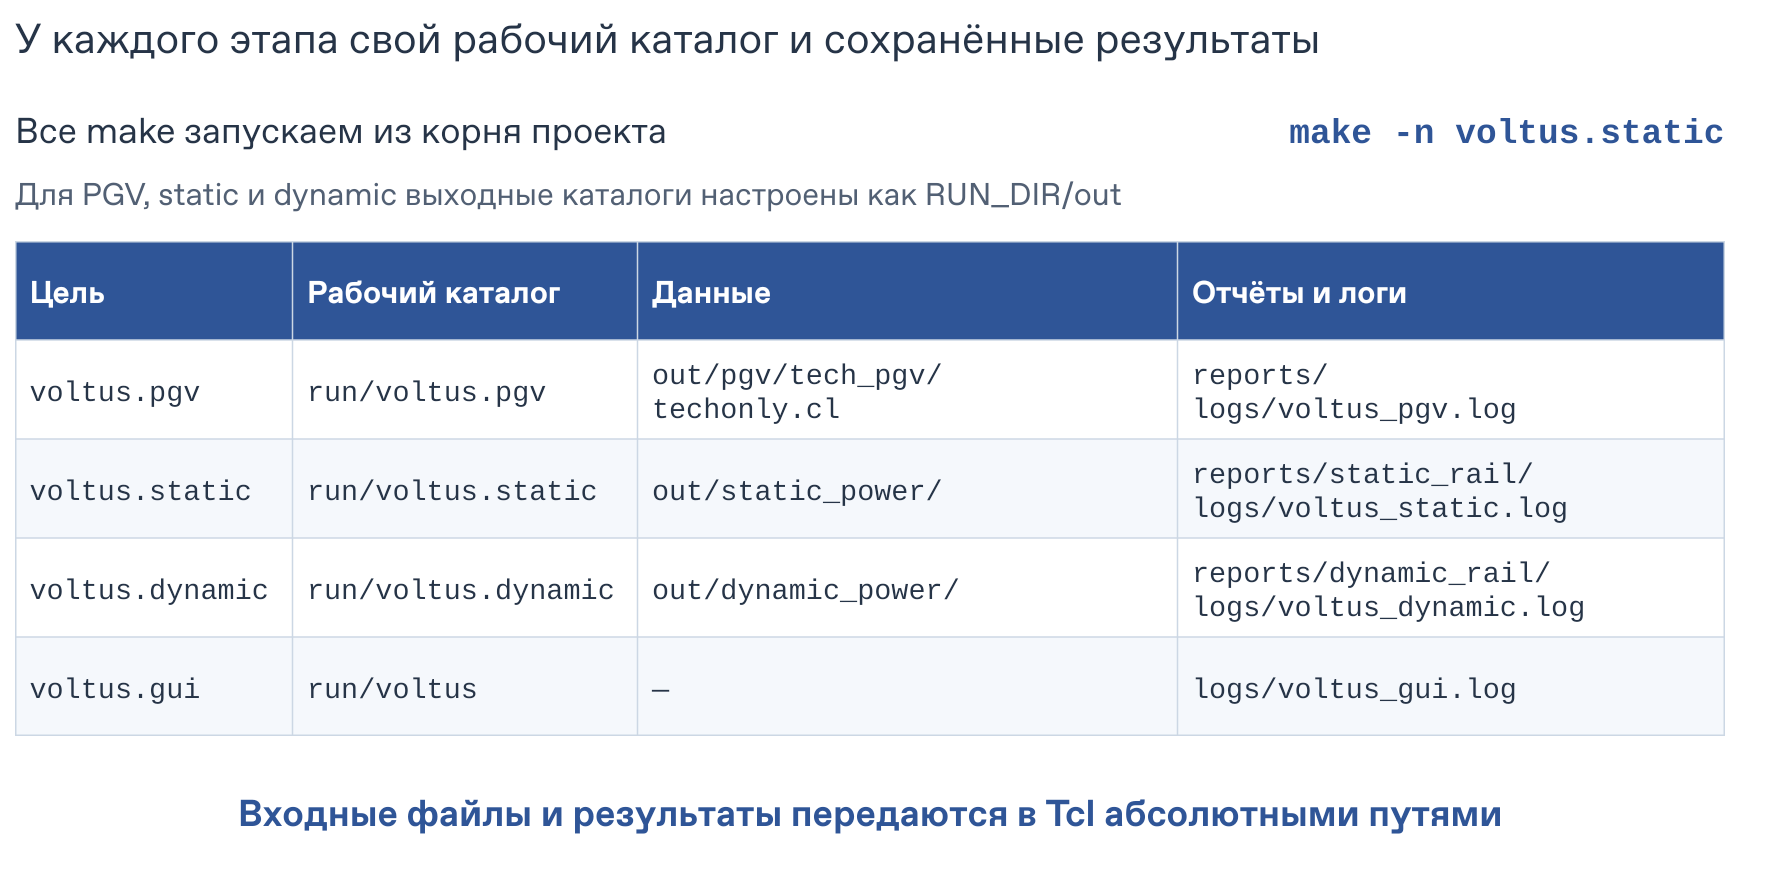 У каждого этапа свой рабочий каталог и сохранённые результаты
Все make запускаем из корня проекта
make -n voltus.static
Для PGV, static и dynamic выходные каталоги настроены как RUN_DIR/out
Цель
Рабочий каталог
Данные
Отчёты и логи
voltus.pgv
run/voltus.pgv
out/pgv/tech_pgv/
techonly.cl
reports/
logs/voltus_pgv.log
voltus.static
run/voltus.static
out/static_power/
reports/static_rail/
logs/voltus_static.log
voltus.dynamic
run/voltus.dynamic
out/dynamic_power/
reports/dynamic_rail/
logs/voltus_dynamic.log
voltus.gui
run/voltus
—
logs/voltus_gui.log
Входные файлы и результаты передаются в Tcl абсолютными путями